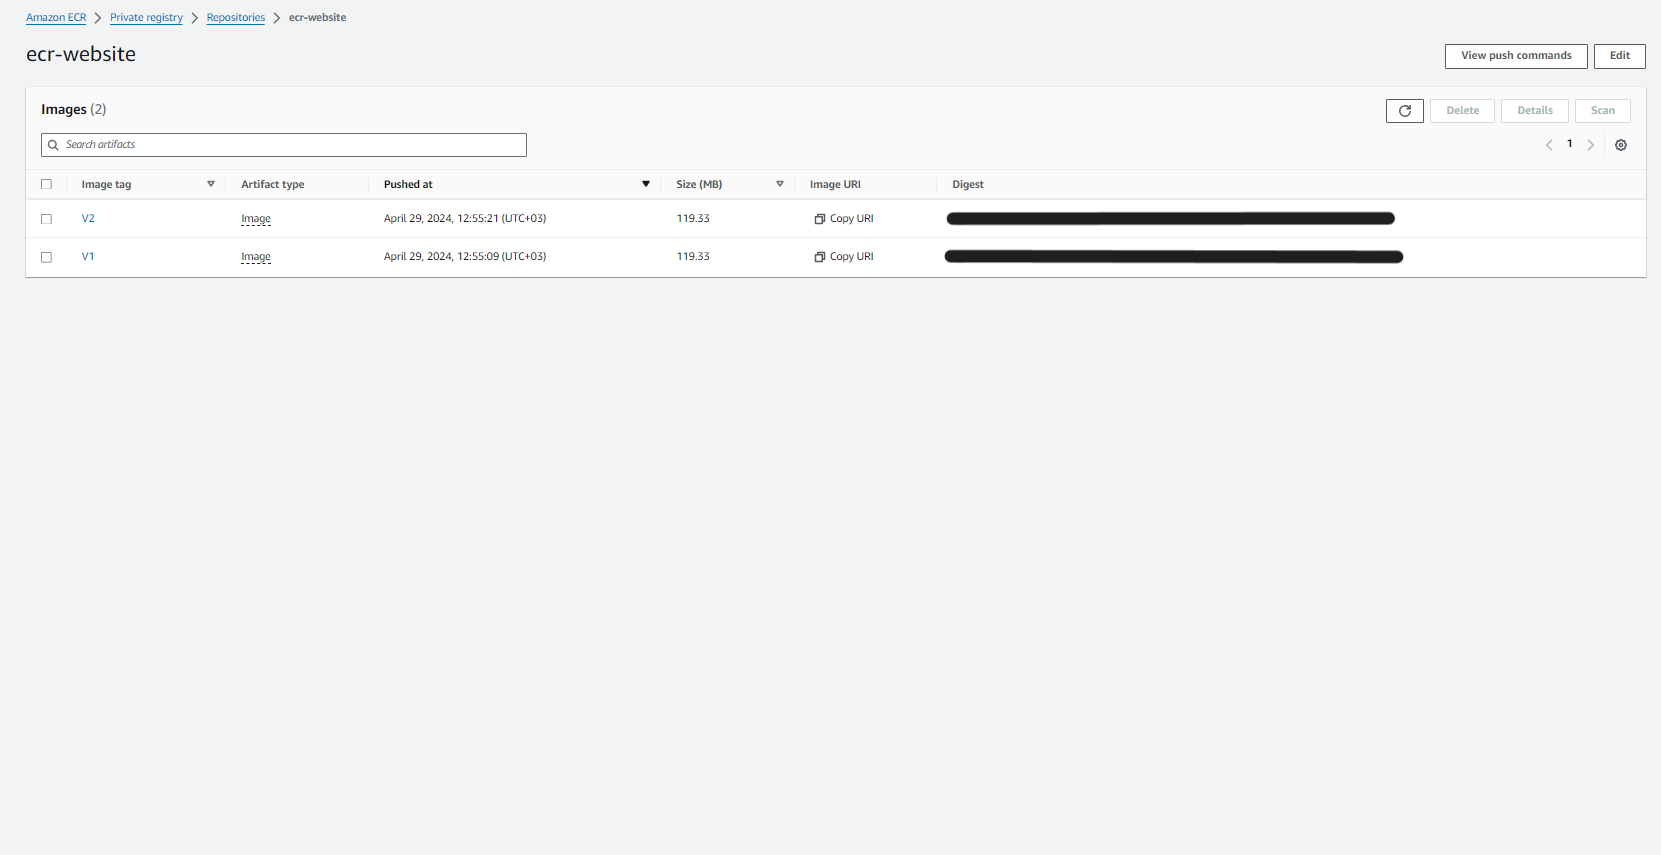 Amazon ECR > Private registry > Repositories > ecr-website
ecr-website
View push commands Edit
Images (2)
Delete Details Scan
Search artifacts
1
Image tag Artifact type Pushed at Size (MB) Image URI Digest
V2 Image April 29, 2024, 12:55:21 (UTC+03) 119.33 Copy URI
V1 Image April 29, 2024, 12:55:09 (UTC+03) 119.33 Copy URI